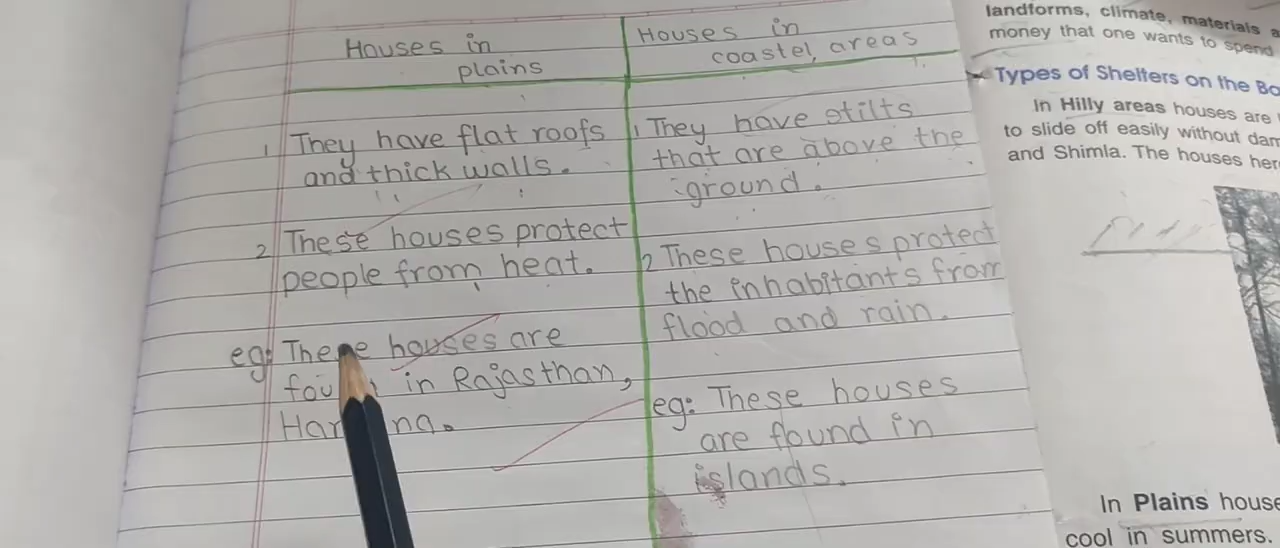 Houses in
plains
1 They have flat roofs
and thick walls.
2 These houses protect
people from heat.
eg: These houses are
in Rajasthan,
Houses in
coastel, areas
1 They have stilts
that are above the
ground.
2 These houses protect
the inhabitants from
flood and rain.
eg: These houses
are found in
islands.
landforms, climate, materials
money that one wants to spend
Types of Shelters on the
In Hilly areas houses are
to slide off easily without
and Shimla. The houses
In Plains
cool in summers.